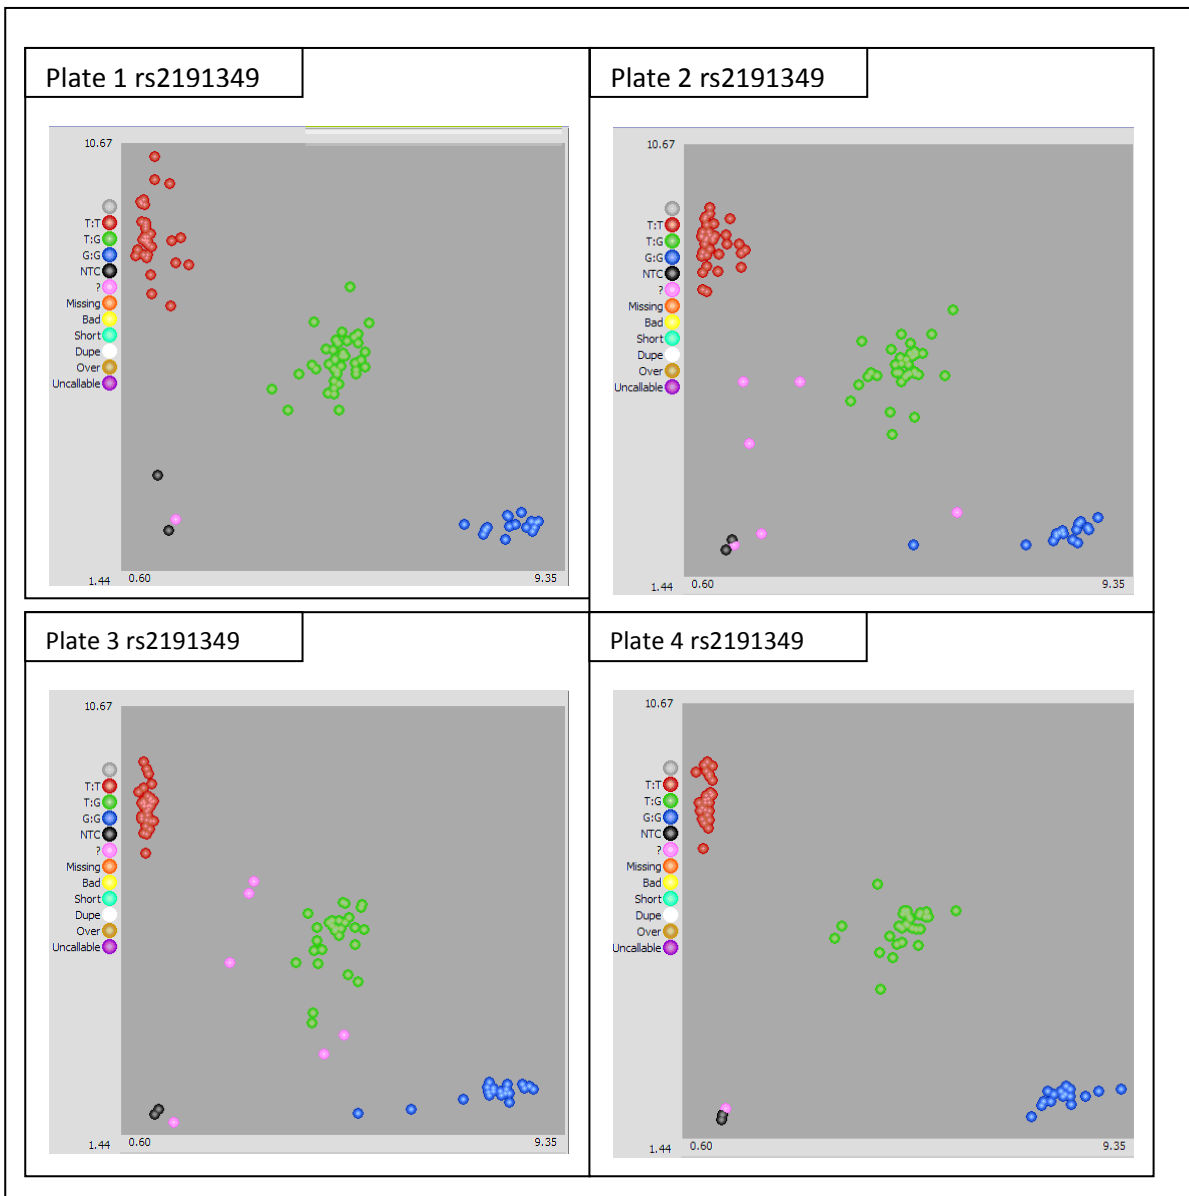 Plate 1 rs2191349
10.67
T:T
T:G
G:G
NTC
?
Missing
Bad
Short
Dupe
Over
Uncallable
1.44
0.60
9.35
Plate 2 rs2191349
10.67
T:T
T:G
G:G
NTC
?
Missing
Bad
Short
Dupe
Over
Uncallable
1.44
0.60
9.35
Plate 3 rs2191349
10.67
T:T
T:G
G:G
NTC
?
Missing
Bad
Short
Dupe
Over
Uncallable
1.44
0.60
9.35
Plate 4 rs2191349
10.67
T:T
T:G
G:G
NTC
?
Missing
Bad
Short
Dupe
Over
Uncallable
1.44
0.60
9.35